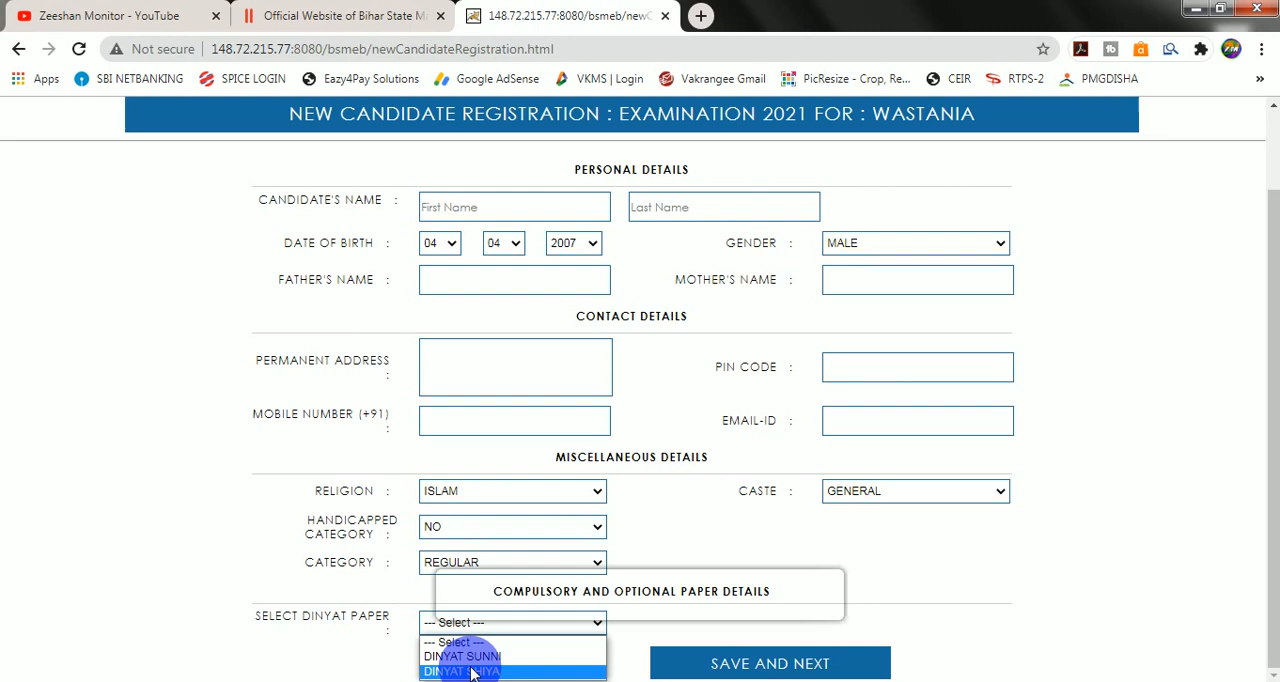 Zeeshan Monitor - YouTube
Official Website of Bihar State M
148.72.215.77:8080/bsmeb/newC
Not secure
148.72.215.77:8080/bsmeb/newCandidateRegistration.html
Apps
SBI NETBANKING
SPICE LOGIN
Eazy4Pay Solutions
Google AdSense
VKMS | Login
Vakrangee Gmail
PicResize - Crop, Re...
CEIR
RTPS-2
PMGDISHA
»
NEW CANDIDATE REGISTRATION : EXAMINATION 2021 FOR : WASTANIA
PERSONAL DETAILS
CANDIDATE'S NAME :
First Name
Last Name
DATE OF BIRTH :
04
04
2007
GENDER :
MALE
FATHER'S NAME :
MOTHER'S NAME :
CONTACT DETAILS
PERMANENT ADDRESS
:
PIN CODE :
MOBILE NUMBER (+91)
:
EMAIL-ID :
MISCELLANEOUS DETAILS
RELIGION :
ISLAM
CASTE :
GENERAL
HANDICAPPED
CATEGORY :
NO
CATEGORY :
REGULAR
COMPULSORY AND OPTIONAL PAPER DETAILS
SELECT DINYAT PAPER
:
--- Select ---
--- Select ---
DINYAT SUNNI
DINYAT SHIYA
SAVE AND NEXT